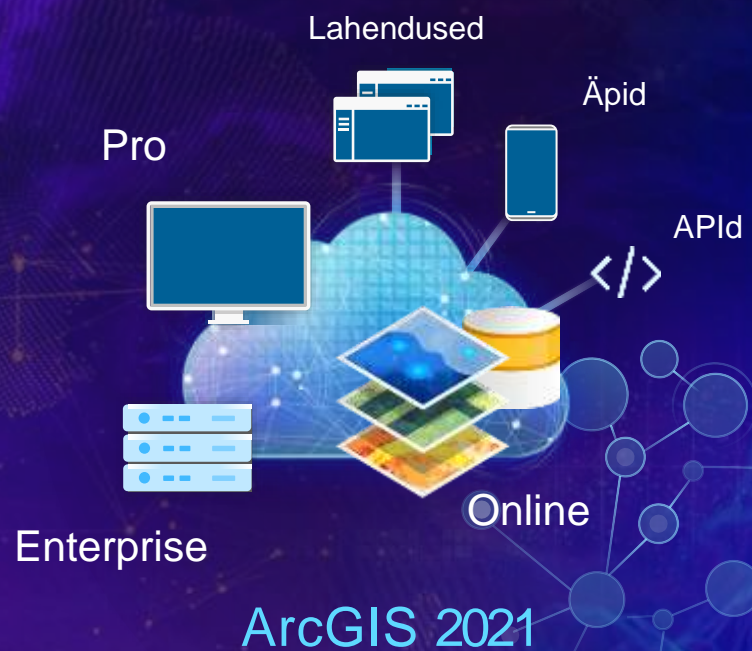 Lahendused
Äpid
Pro
APId
</>
Online
Enterprise
ArcGIS 2021